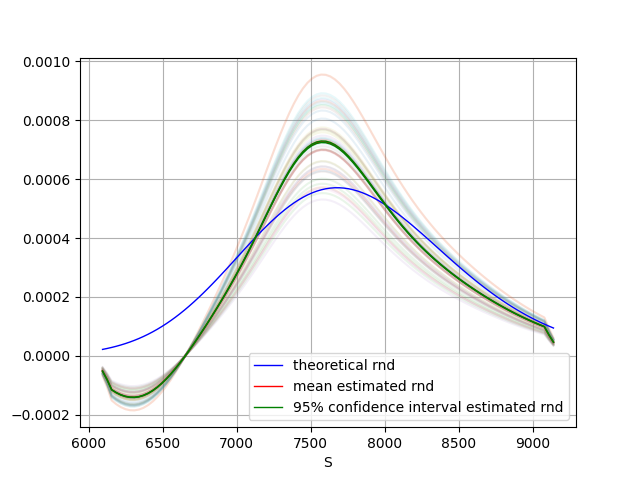 0.0010
0.0008
0.0006
0.0004
0.0002
0.0000
−0.0002
theoretical rnd
mean estimated rnd
95% confidence interval estimated rnd
6000 6500 7000 7500 8000 8500 9000
S